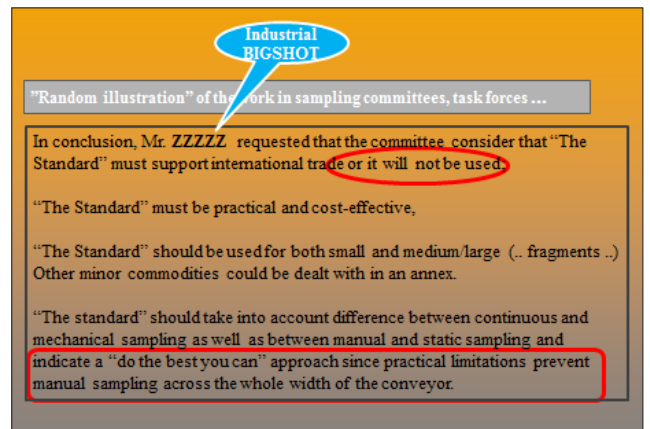 Industrial
BIGSHOT
”Random illustration” of the work in sampling committees, task forces ...
In conclusion, Mr. ZZZZZ requested that the committee consider that “The
Standard” must support international trade or it will not be used,
“The Standard” must be practical and cost-effective,
“The Standard” should be used for both small and medium/large (.. fragments ..)
Other minor commodities could be dealt with in an annex.
“The standard” should take into account difference between continuous and
mechanical sampling as well as between manual and static sampling and
indicate a “do the best you can” approach since practical limitations prevent
manual sampling across the whole width of the conveyor.